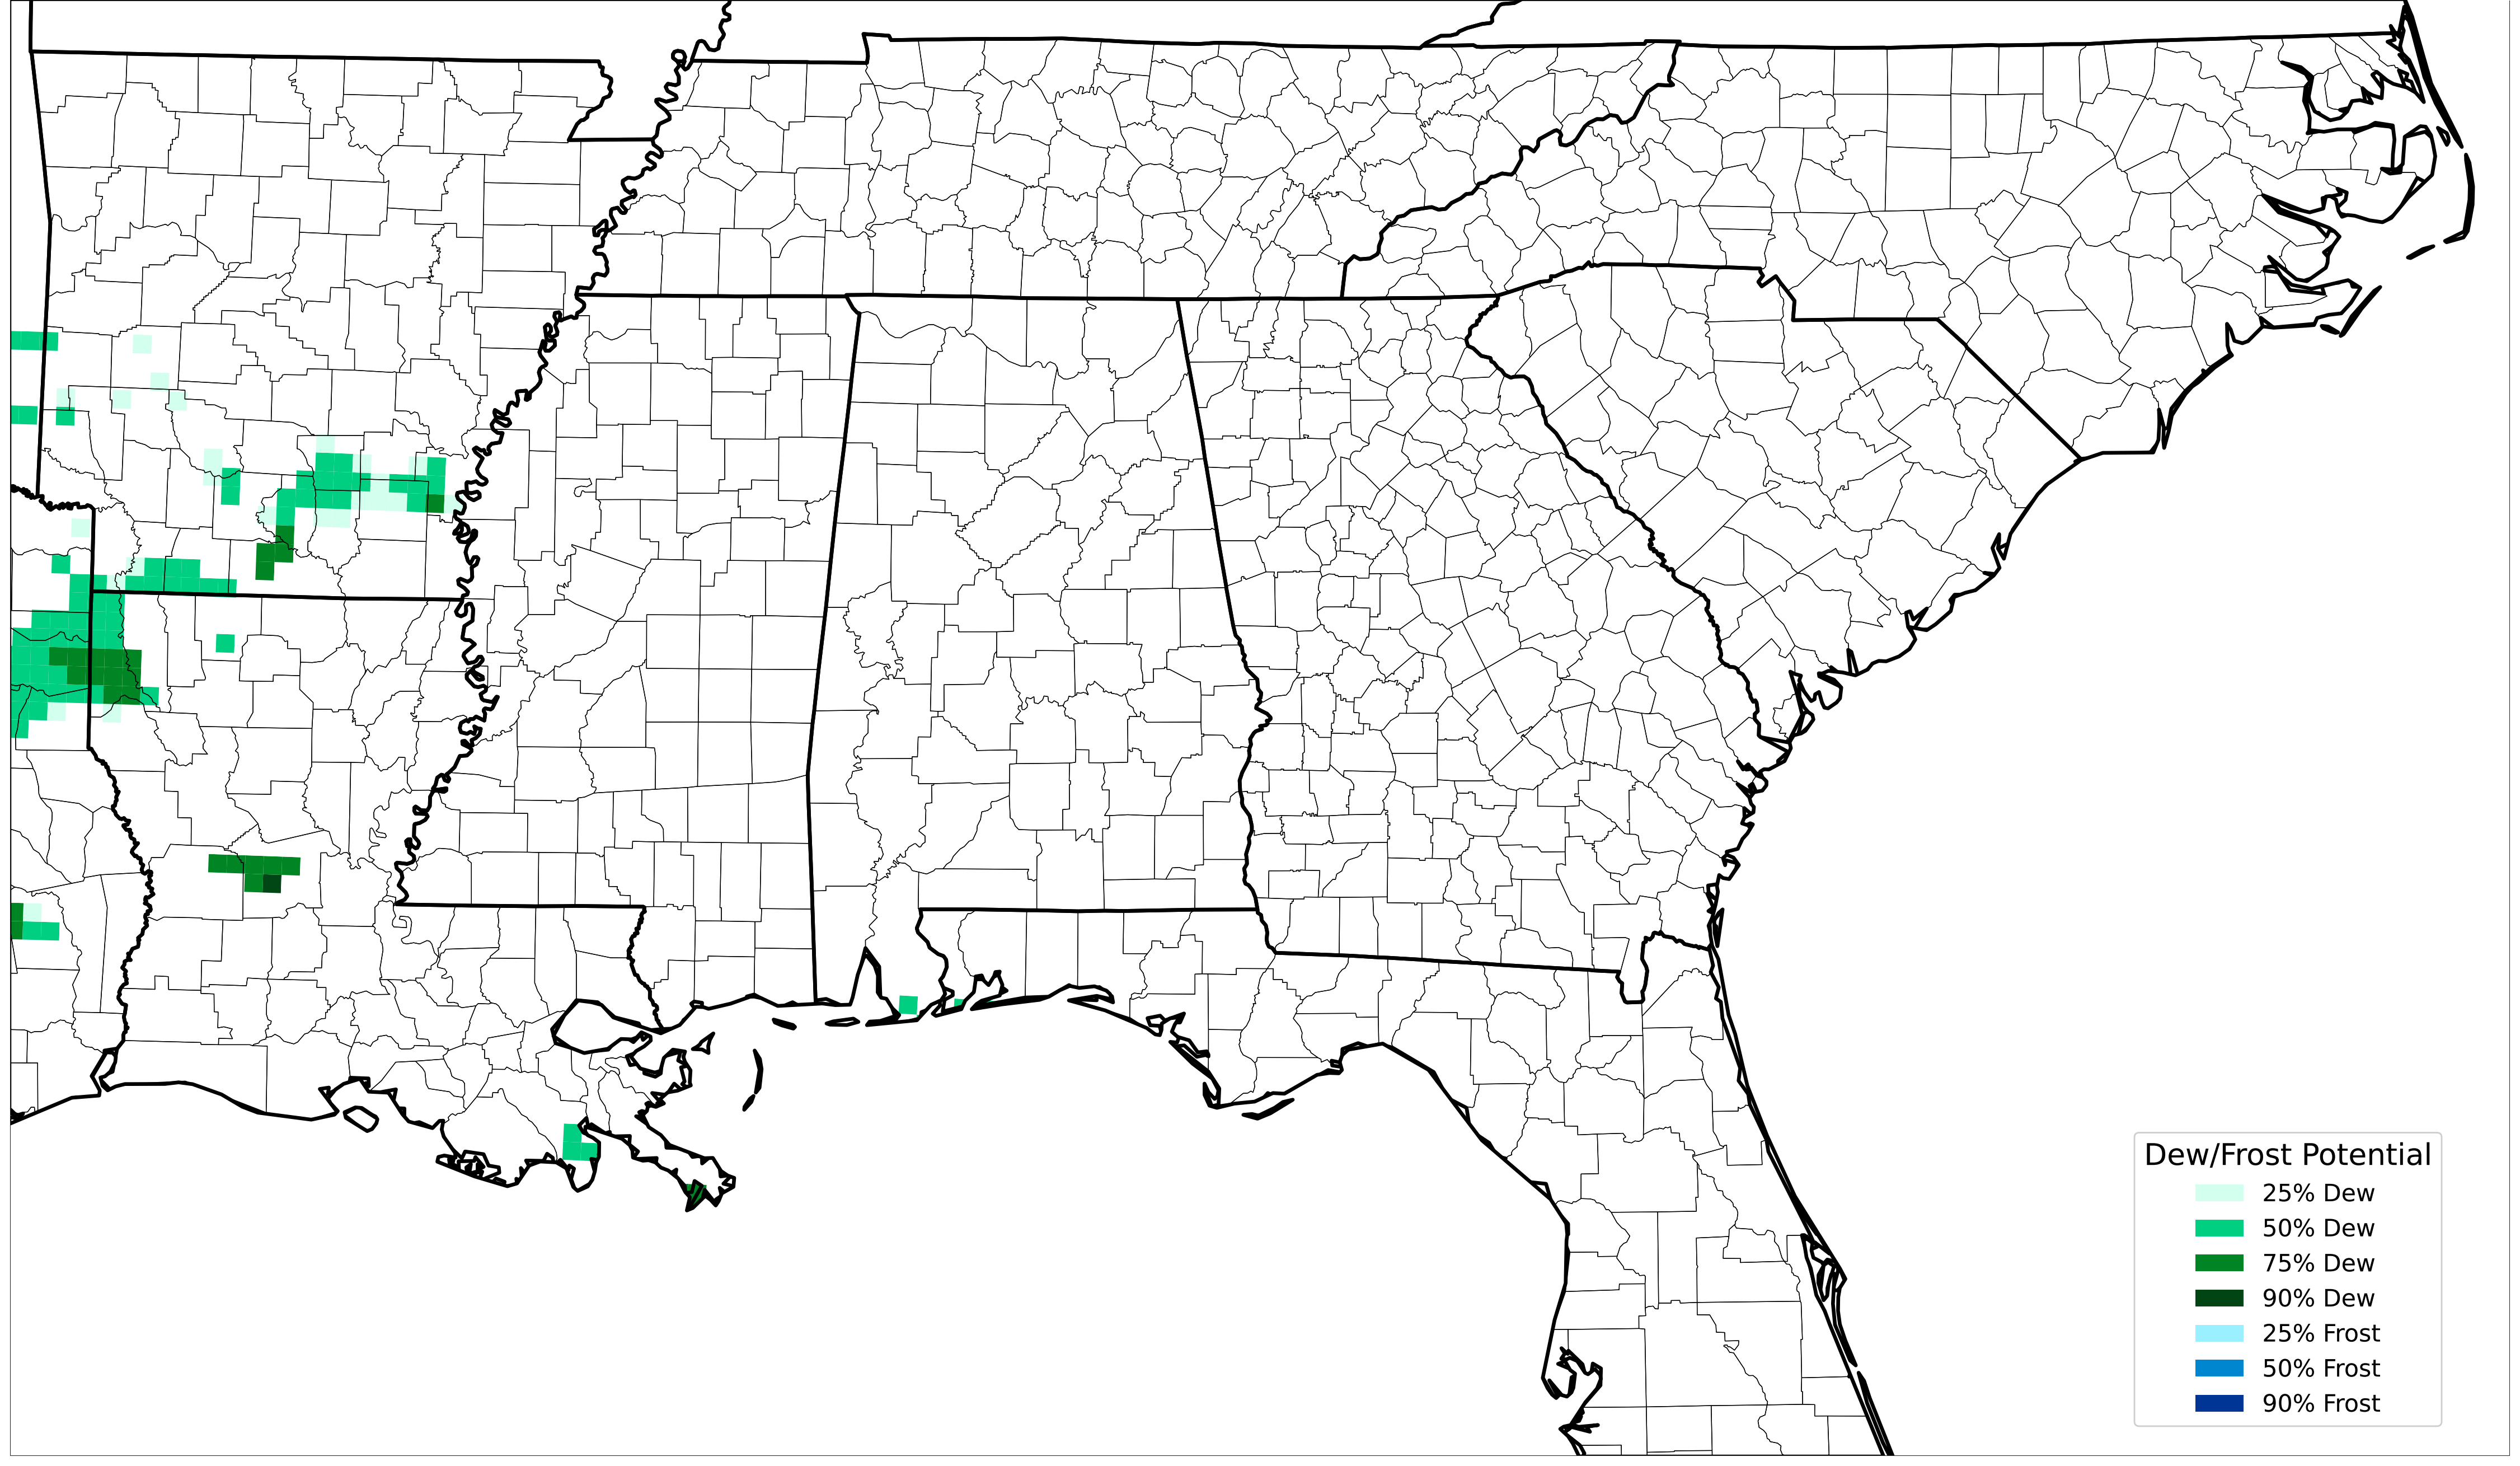 Dew/Frost Potential
25% Dew
50% Dew
75% Dew
90% Dew
25% Frost
50% Frost
90% Frost